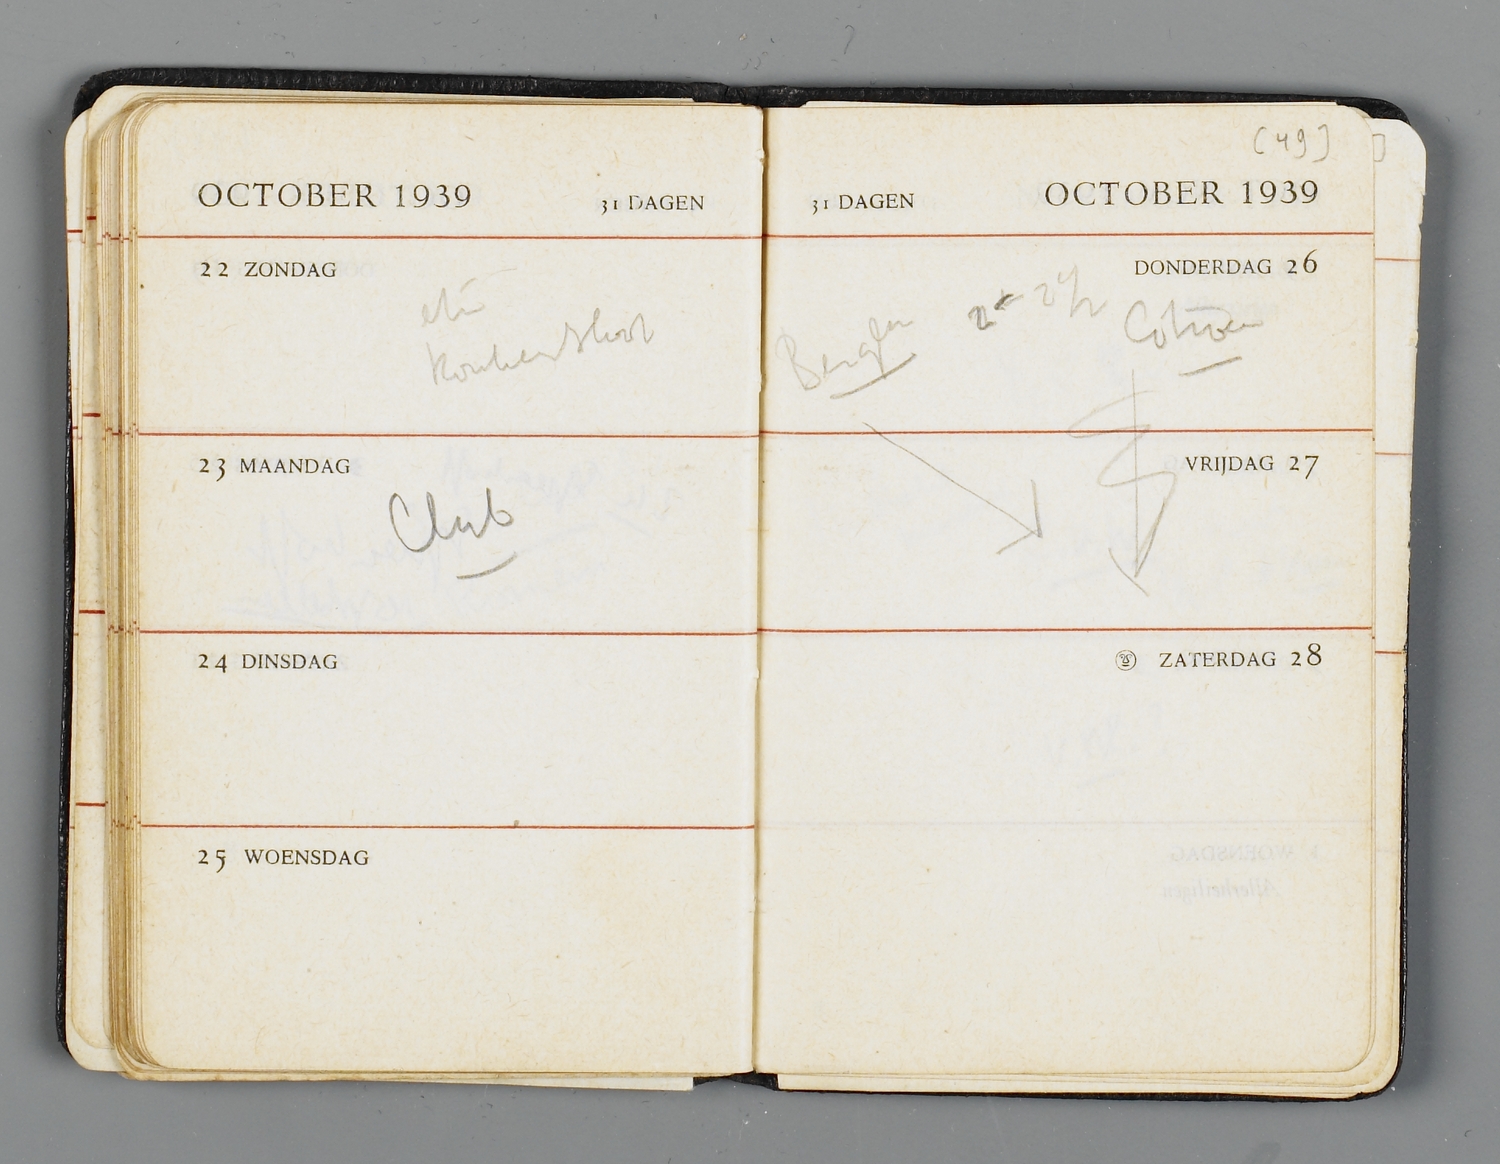 OCTOBER 1939 31 DAGEN
22 ZONDAG
23 MAANDAG
Club
24 DINSDAG
25 WOENSDAG
[49]
31 DAGEN OCTOBER 1939
DONDERDAG 26
Bergen Citroen
VRIJDAG 27
ZATERDAG 28